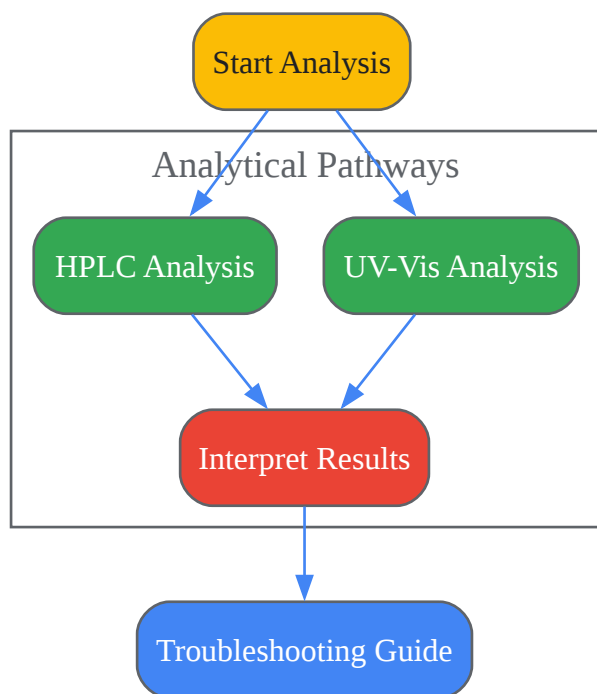 Start Analysis
Analytical Pathways
HPLC Analysis
UV-Vis Analysis
Interpret Results
Troubleshooting Guide